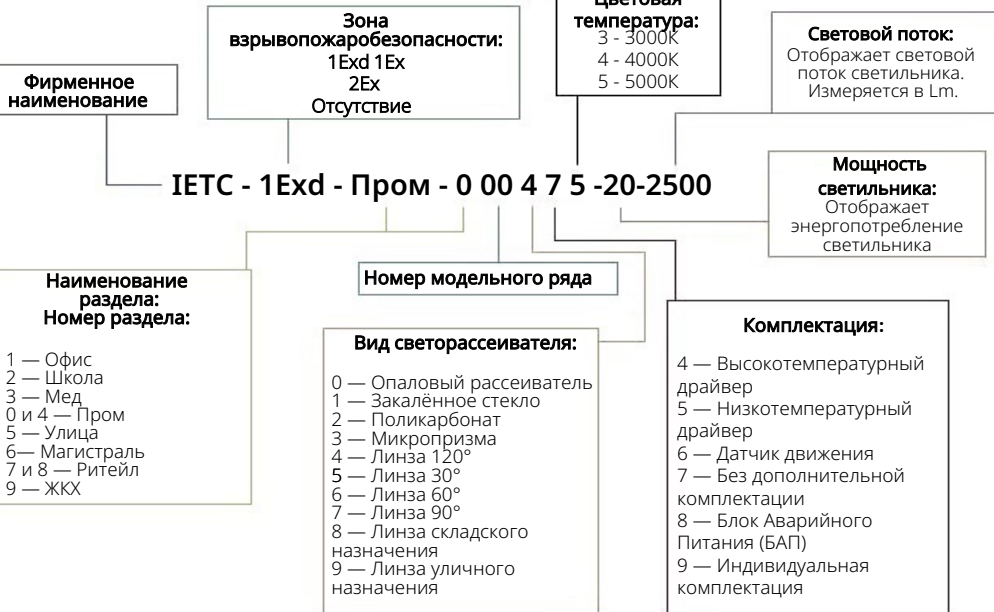 Фирменное
наименование
Зона
взрывопожаробезопасности:
1Exd 1Ex
2Ex
Отсутствие
Цветовая
температура:
3 - 3000К
4 - 4000К
5 - 5000К
Световой поток:
Отображает световой
поток светильника.
Измеряется в Lm.
IETC - 1Exd - Пром - 0 00 4 7 5 -20-2500
Мощность
светильника:
Отображает
энергопотребление
светильника
Наименование
раздела:
Номер раздела:
1 — Офис
2 — Школа
3 — Мед
0 и 4 — Пром
5 — Улица
6— Магистраль
7 и 8 — Ритейл
9 — ЖКХ
Номер модельного ряда
Вид светорассеивателя:
0 — Опаловый рассеиватель
1 — Закалённое стекло
2 — Поликарбонат
3 — Микропризма
4 — Линза 120°
5 — Линза 30°
6 — Линза 60°
7 — Линза 90°
8 — Линза складского
назначения
9 — Линза уличного
назначения
Комплектация:
4 — Высокотемпературный
драйвер
5 — Низкотемпературный
драйвер
6 — Датчик движения
7 — Без дополнительной
комплектации
8 — Блок Аварийного
Питания (БАП)
9 — Индивидуальная
комплектация